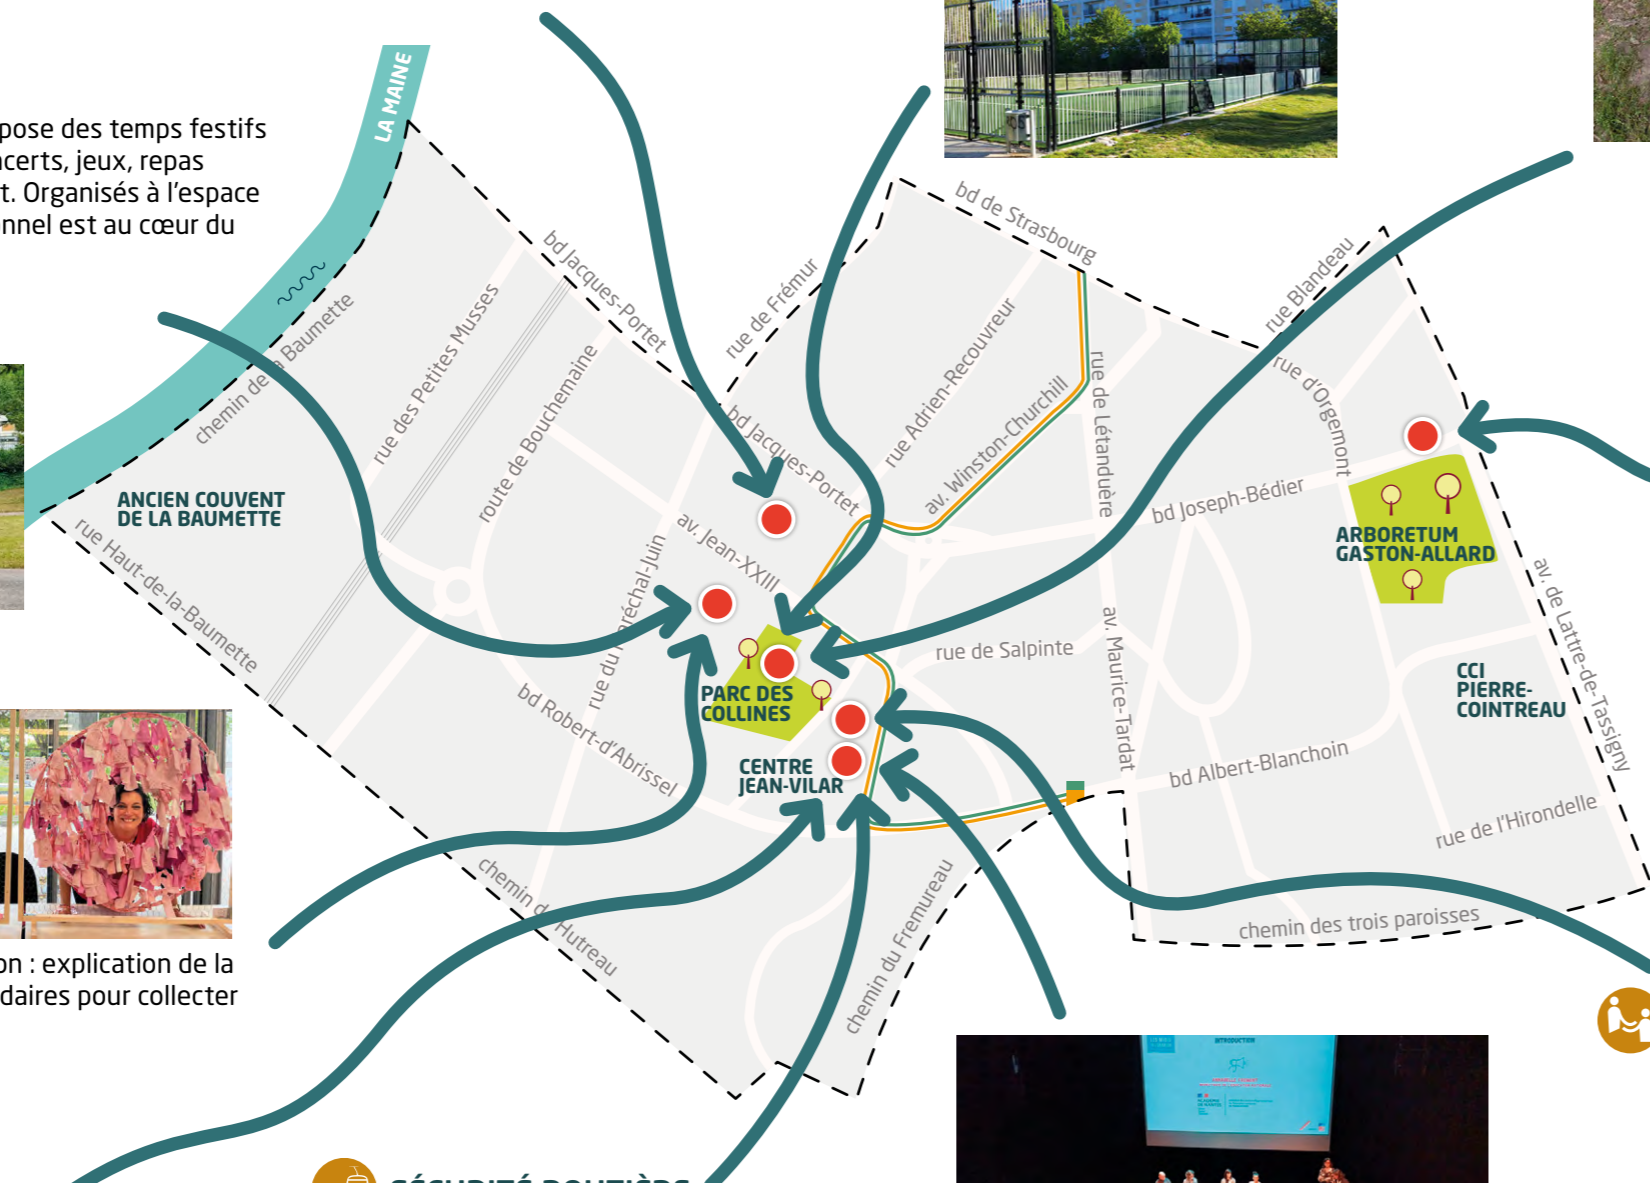 pose des temps festifs
ncerts, jeux, repas
t. Organisés à l'espace
onnel est au cœur du
LA MAINE
bd de Strasbourg
rue Blandeau
bd Jacques-Portet
rue de Frémur
chemin de la Baumette
rue des Petites Musses
route de Bouchemaine
rue Adrien-Recouvreur
av. Winston-Churchill
rue de Létanduère
rue d'Orgemont
bd Jacques-Portet
bd Joseph-Bédier
ANCIEN COUVENT
DE LA BAUMETTE
rue Haut-de-la-Baumette
av. Jean-XXIII
rue du Maréchal-Juin
ARBORETUM
GASTON-ALLARD
av. de Lattre-de-Tassigny
rue de Salpinte
av. Maurice-Tardat
PARC DES
COLLINES
CCI
PIERRE-
COINTREAU
bd Robert-d'Abrissel
CENTRE
JEAN-VILAR
bd Albert-Blanchoin
rue de l'Hirondelle
chemin du Hutreau
chemin du Fremureau
chemin des trois paroisses
on : explication de la
daires pour collecter
INTRODUCTION
SÉCURITÉ ROUTIÈRE